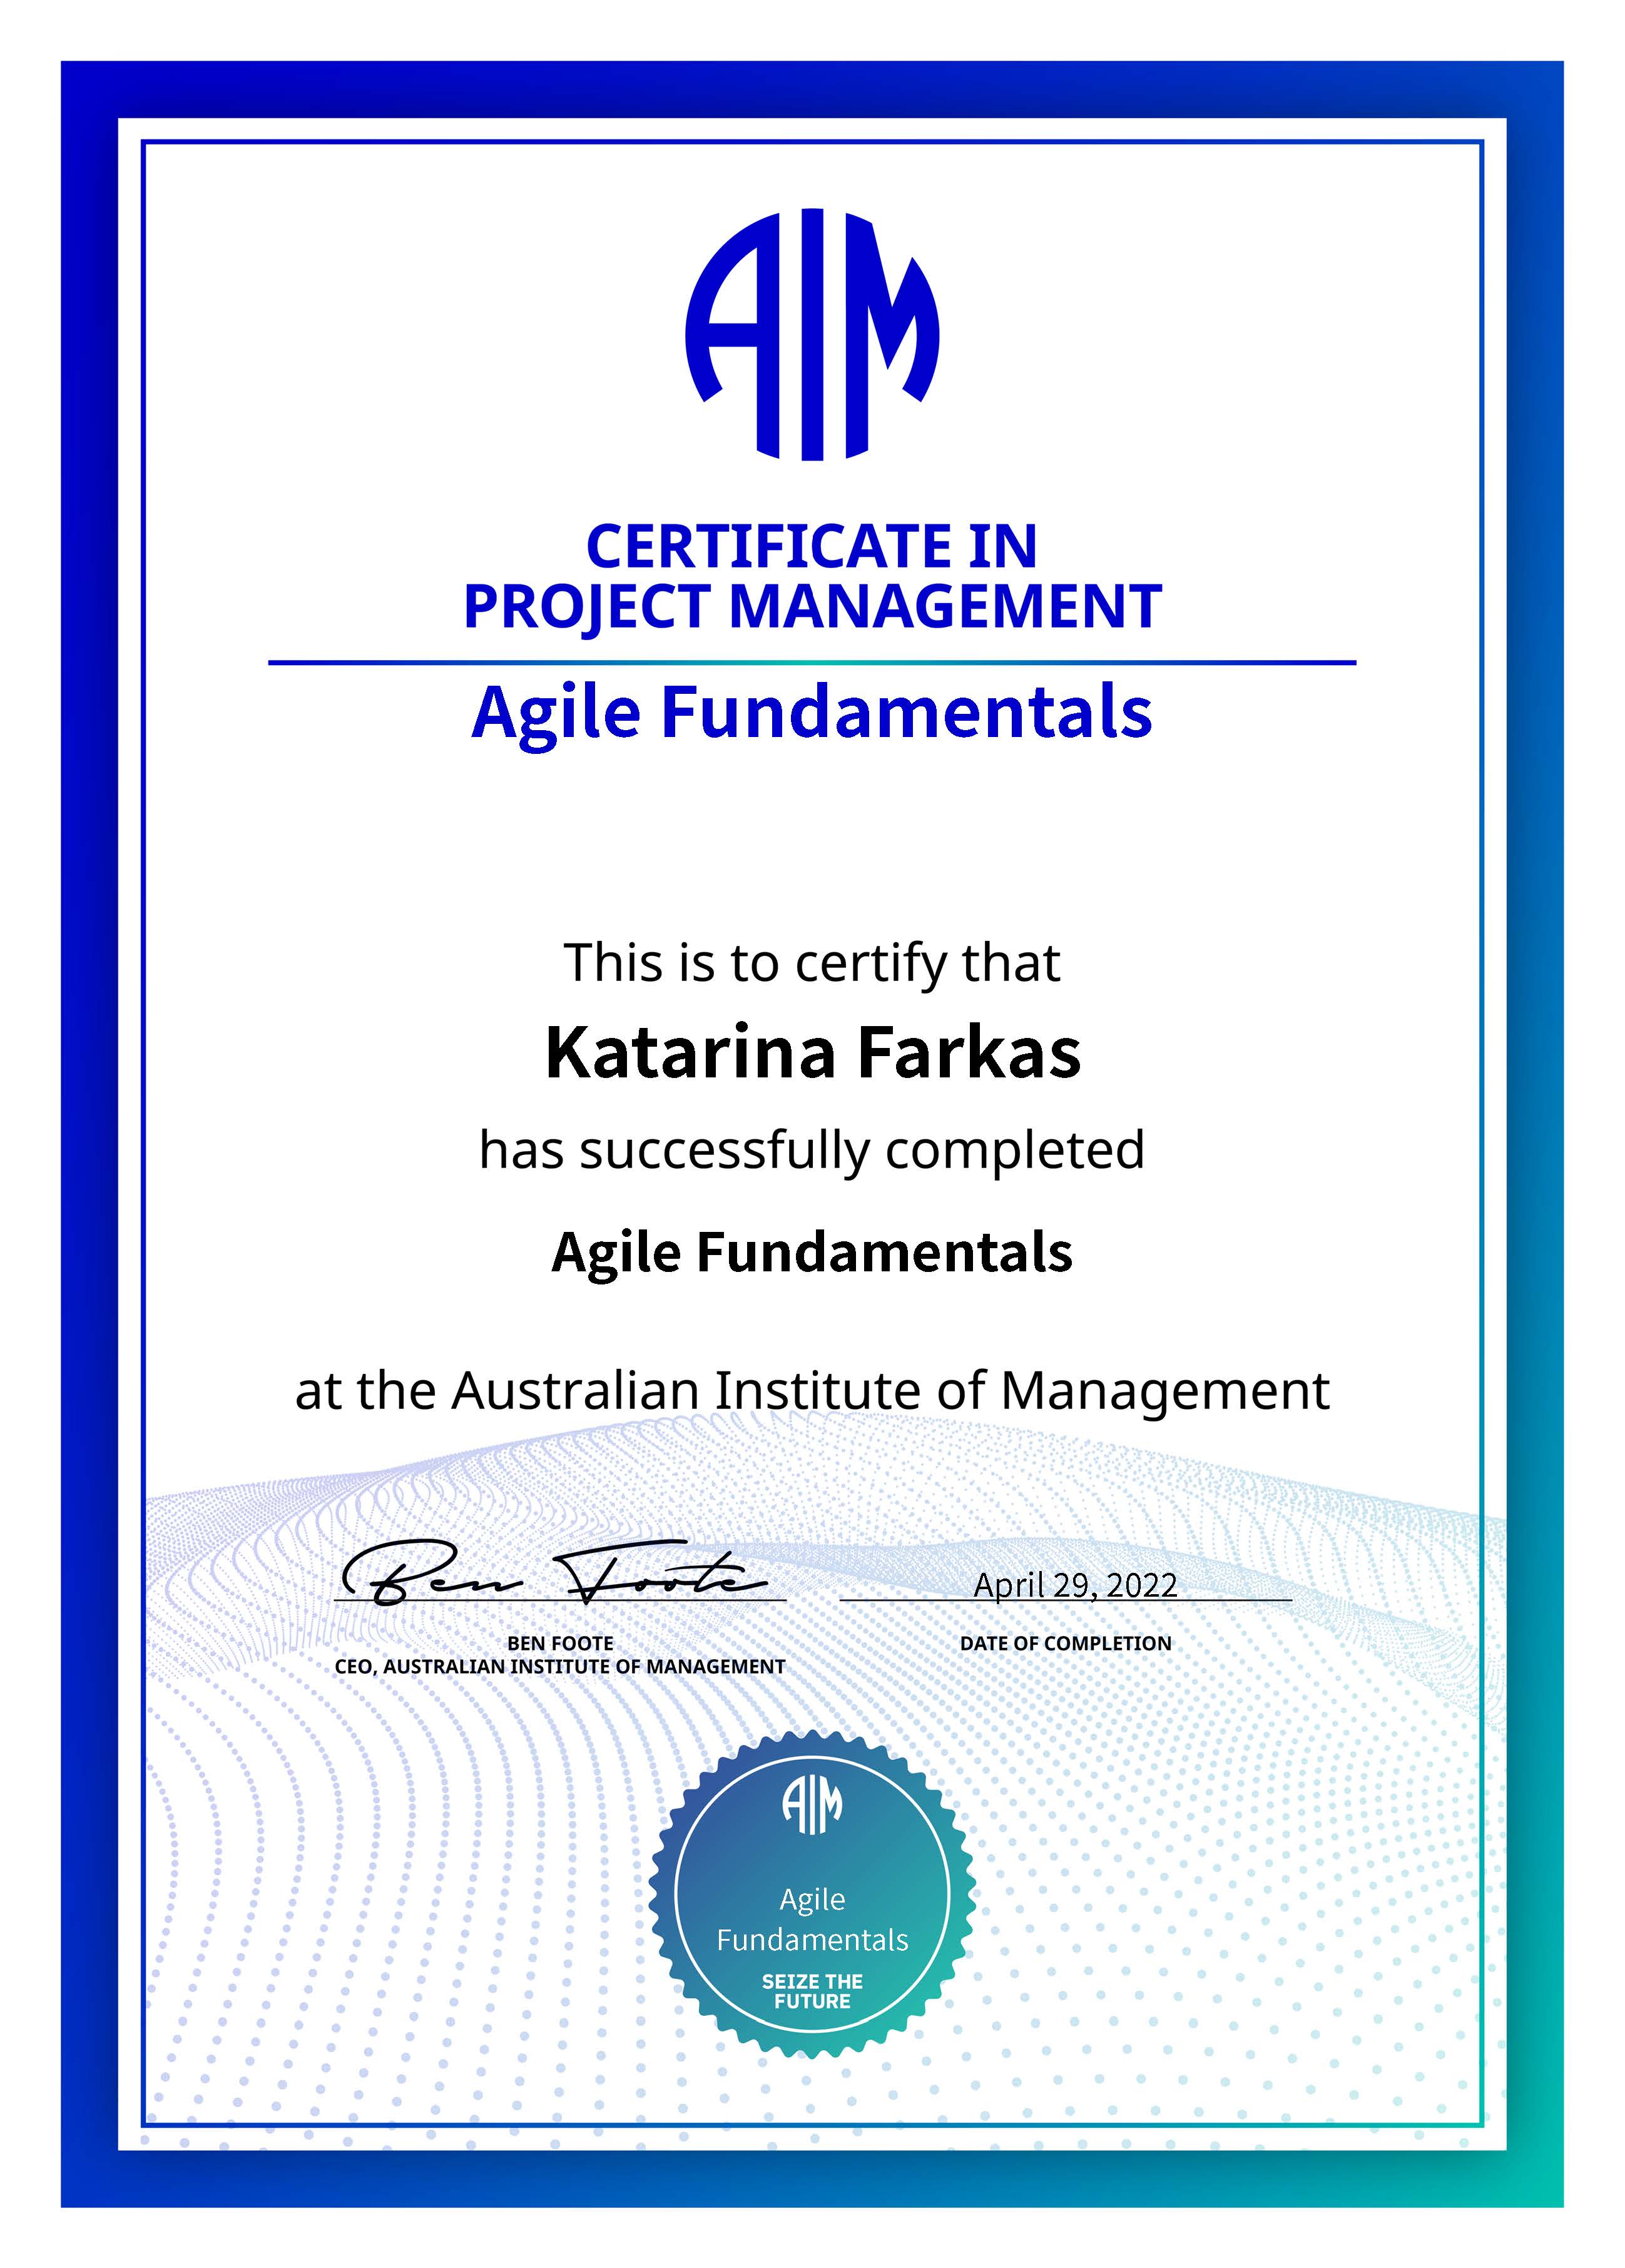 AIM
CERTIFICATE IN
PROJECT MANAGEMENT
Agile Fundamentals
This is to certify that
Katarina Farkas
has successfully completed
Agile Fundamentals
at the Australian Institute of Management
Ben Foote
April 29, 2022
BEN FOOTE
DATE OF COMPLETION
CEO, AUSTRALIAN INSTITUTE OF MANAGEMENT
AIM
Agile
Fundamentals
SEIZE THE
FUTURE